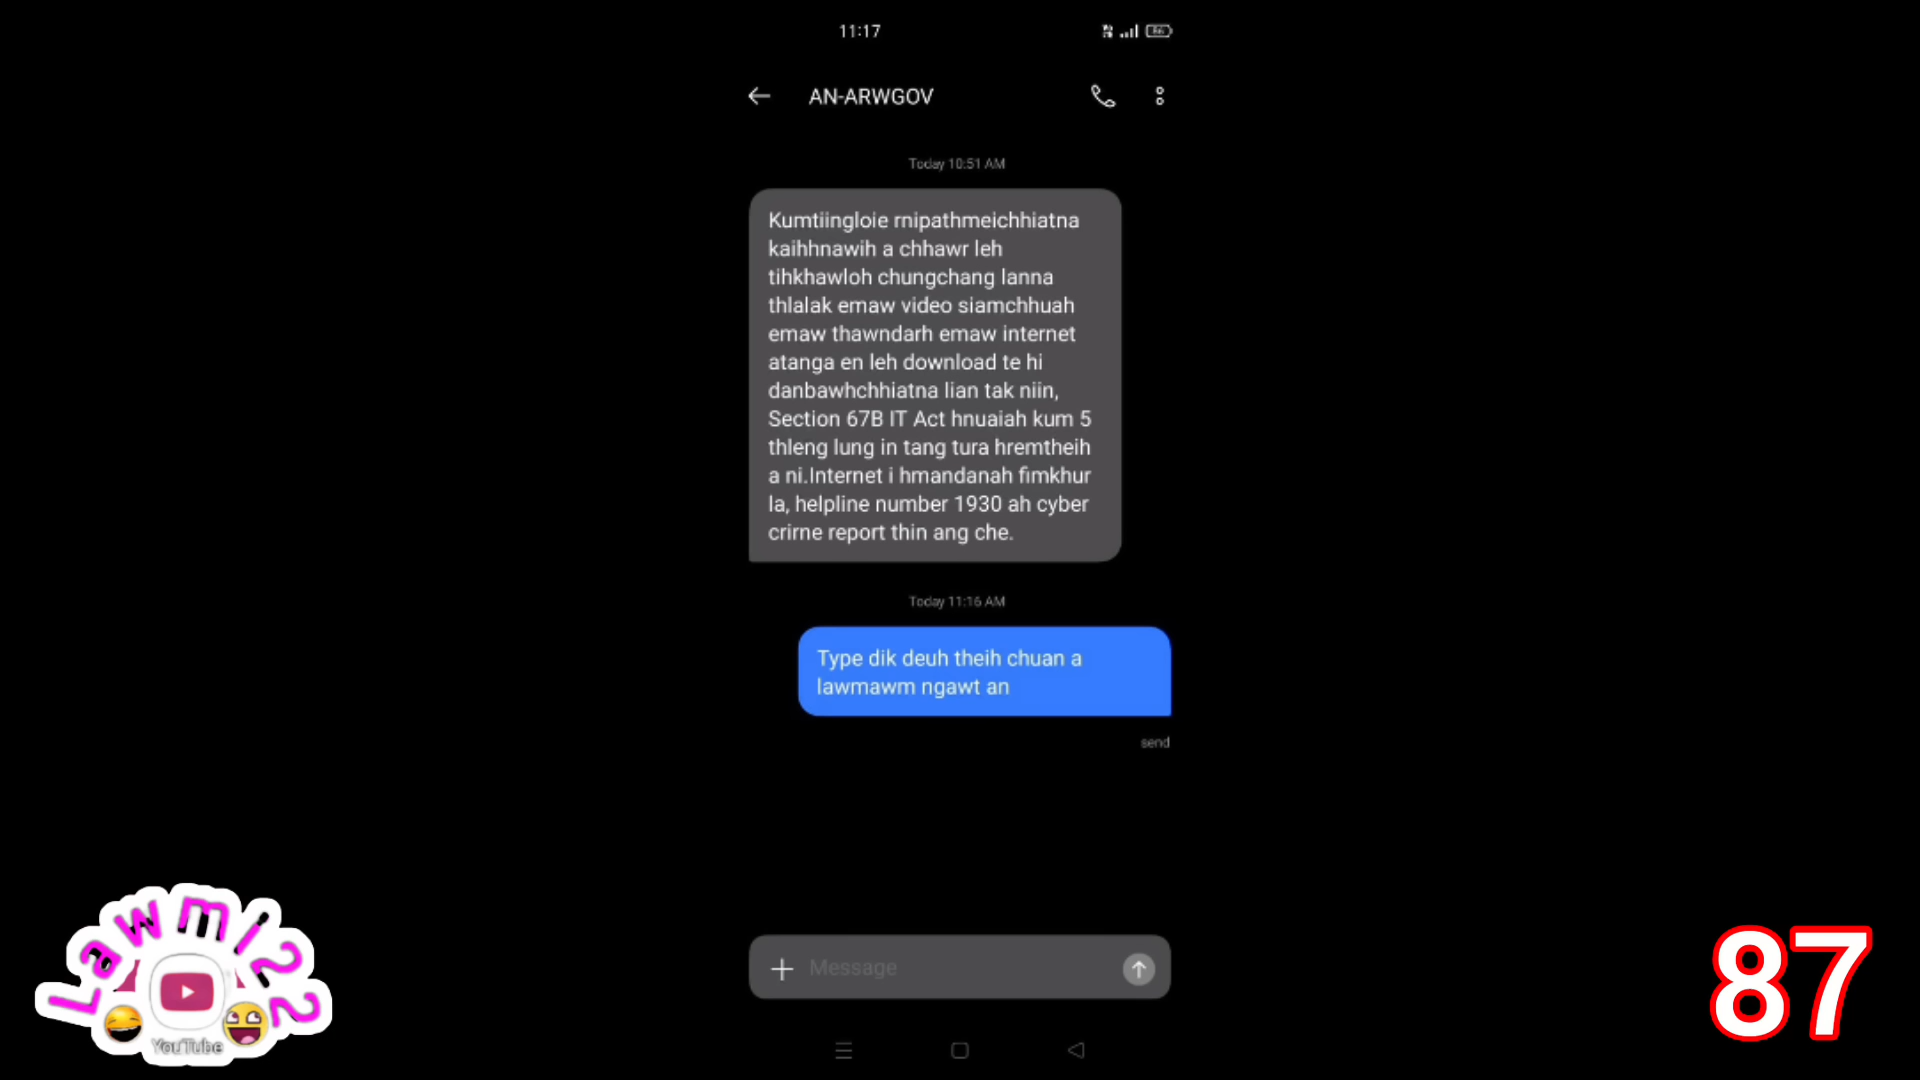 11:17
86
AN-ARWGOV
Today 10:51 AM
Kumtiingloie rnipathmeichhiatna
kaihhnawih a chhawr leh
tihkhawloh chungchang lanna
thlalak emaw video siamchhuah
emaw thawndarh emaw internet
atanga en leh download te hi
danbawhchhiatna lian tak niin,
Section 67B IT Act hnuaiah kum 5
thleng lung in tang tura hremtheih
a ni.Internet i hmandanah fimkhur
la, helpline number 1930 ah cyber
crirne report thin ang che.
Today 11:16 AM
Type dik deuh theih chuan a
lawmawm ngawt an
send
Message
Lawmi22
YouTube
87